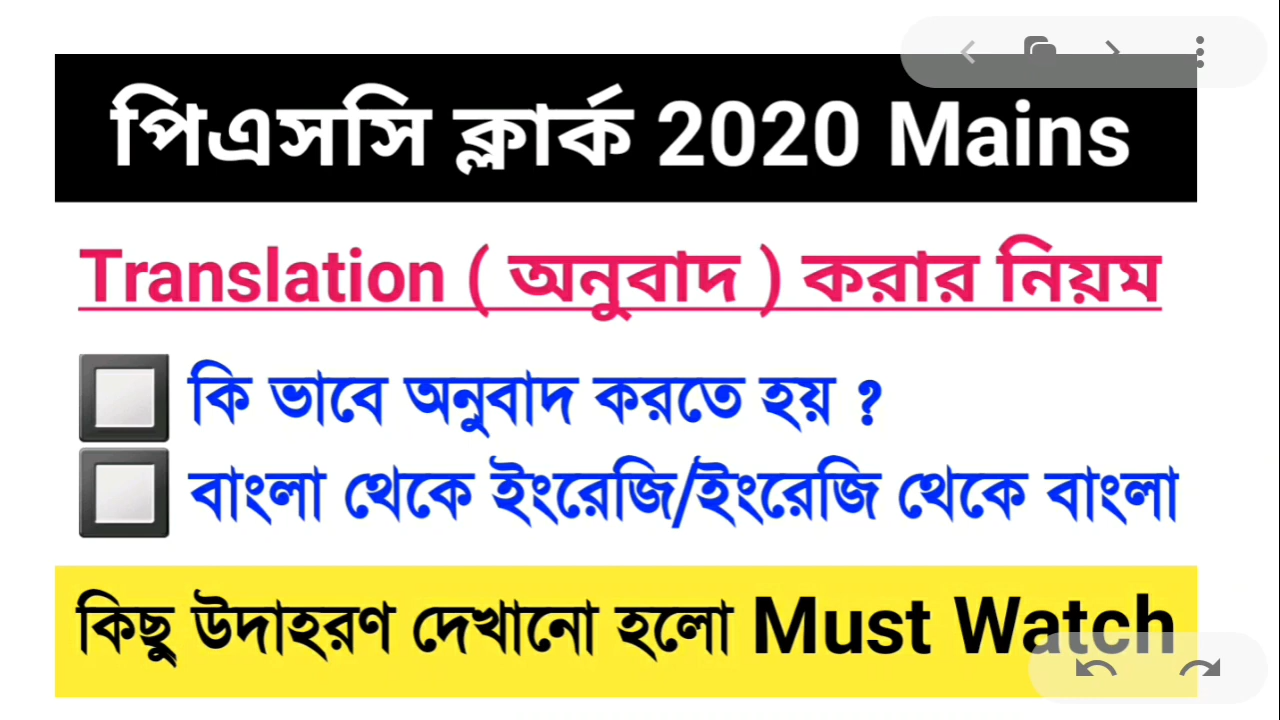 পিএসসি ক্লার্ক 2020 Mains
Translation ( অনুবাদ ) করার নিয়ম
কি ভাবে অনুবাদ করতে হয় ?
বাংলা থেকে ইংরেজি/ইংরেজি থেকে বাংলা
কিছু উদাহরণ দেখানো হলো Must Watch